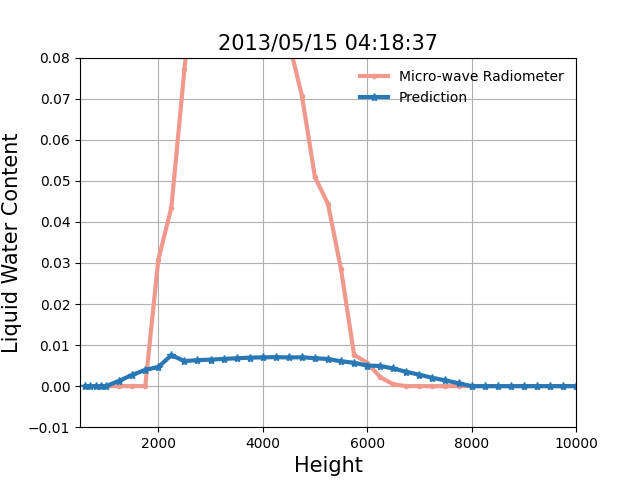 2013/05/15 04:18:37
Micro-wave Radiometer
Prediction
Liquid Water Content
0.08
0.07
0.06
0.05
0.04
0.03
0.02
0.01
0.00
−0.01
2000 4000 6000 8000 10000
Height